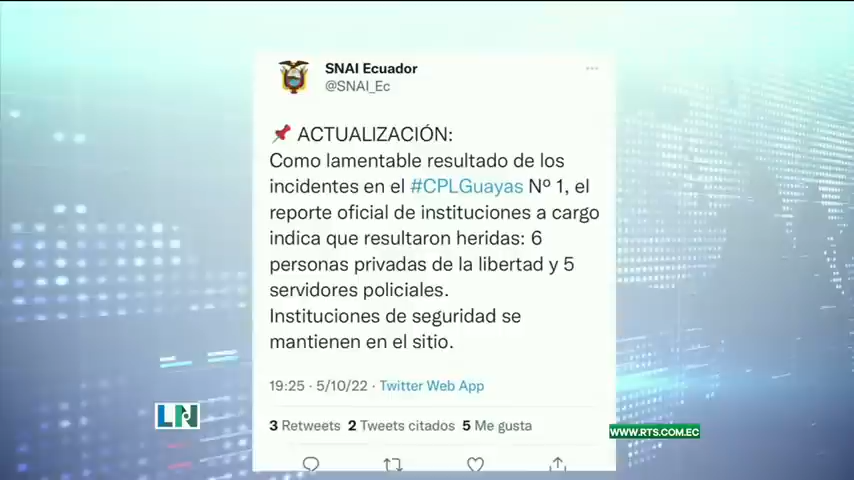 SNAI Ecuador
@SNAI_Ec
ACTUALIZACIÓN:
Como lamentable resultado de los
incidentes en el #CPLGuayas Nº 1, el
reporte oficial de instituciones a cargo
indica que resultaron heridas: 6
personas privadas de la libertad y 5
servidores policiales.
Instituciones de seguridad se
mantienen en el sitio.
19:25 · 5/10/22 · Twitter Web App
3 Retweets 2 Tweets citados 5 Me gusta
LN
WWW.RTS.COM.EC